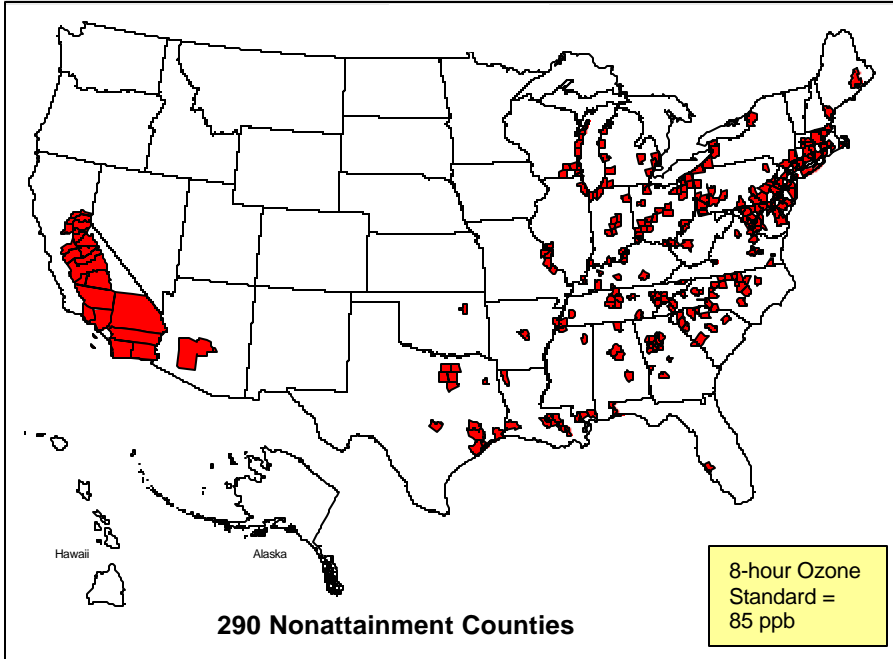 Hawaii
Alaska
290 Nonattainment Counties
8-hour Ozone
Standard =
85 ppb